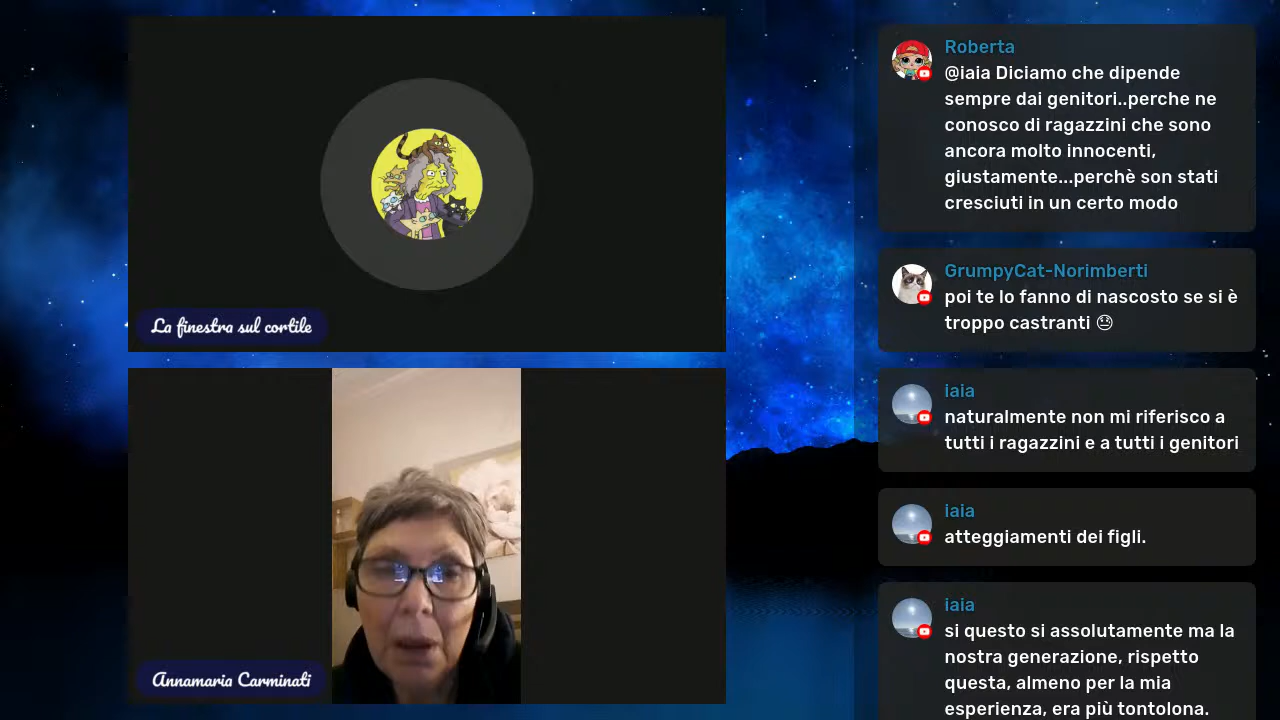 La finestra sul cortile
Annamaria Carminati
Roberta
@iaia Diciamo che dipende
sempre dai genitori..perche ne
conosco di ragazzini che sono
ancora molto innocenti,
giustamente...perchè son stati
cresciuti in un certo modo
GrumpyCat-Norimberti
poi te lo fanno di nascosto se si è
troppo castranti 😓
iaia
naturalmente non mi riferisco a
tutti i ragazzini e a tutti i genitori
iaia
atteggiamenti dei figli.
iaia
si questo si assolutamente ma la
nostra generazione, rispetto
questa, almeno per la mia
esperienza, era più tontolona.